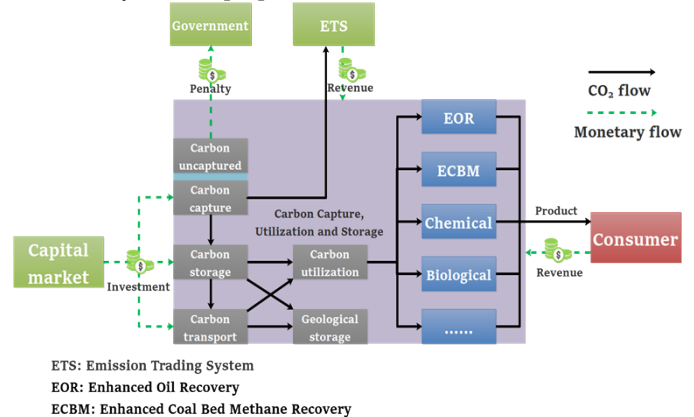 Government
ETS
Penalty
Revenue
CO₂ flow
Monetary flow
EOR
Carbon
uncaptured
ECBM
Carbon
capture
Carbon Capture,
Utilization and Storage
Chemical
Product
Consumer
Capital
market
Investment
Carbon
storage
Carbon
utilization
Biological
Revenue
Carbon
transport
Geological
storage
......
ETS: Emission Trading System
EOR: Enhanced Oil Recovery
ECBM: Enhanced Coal Bed Methane Recovery